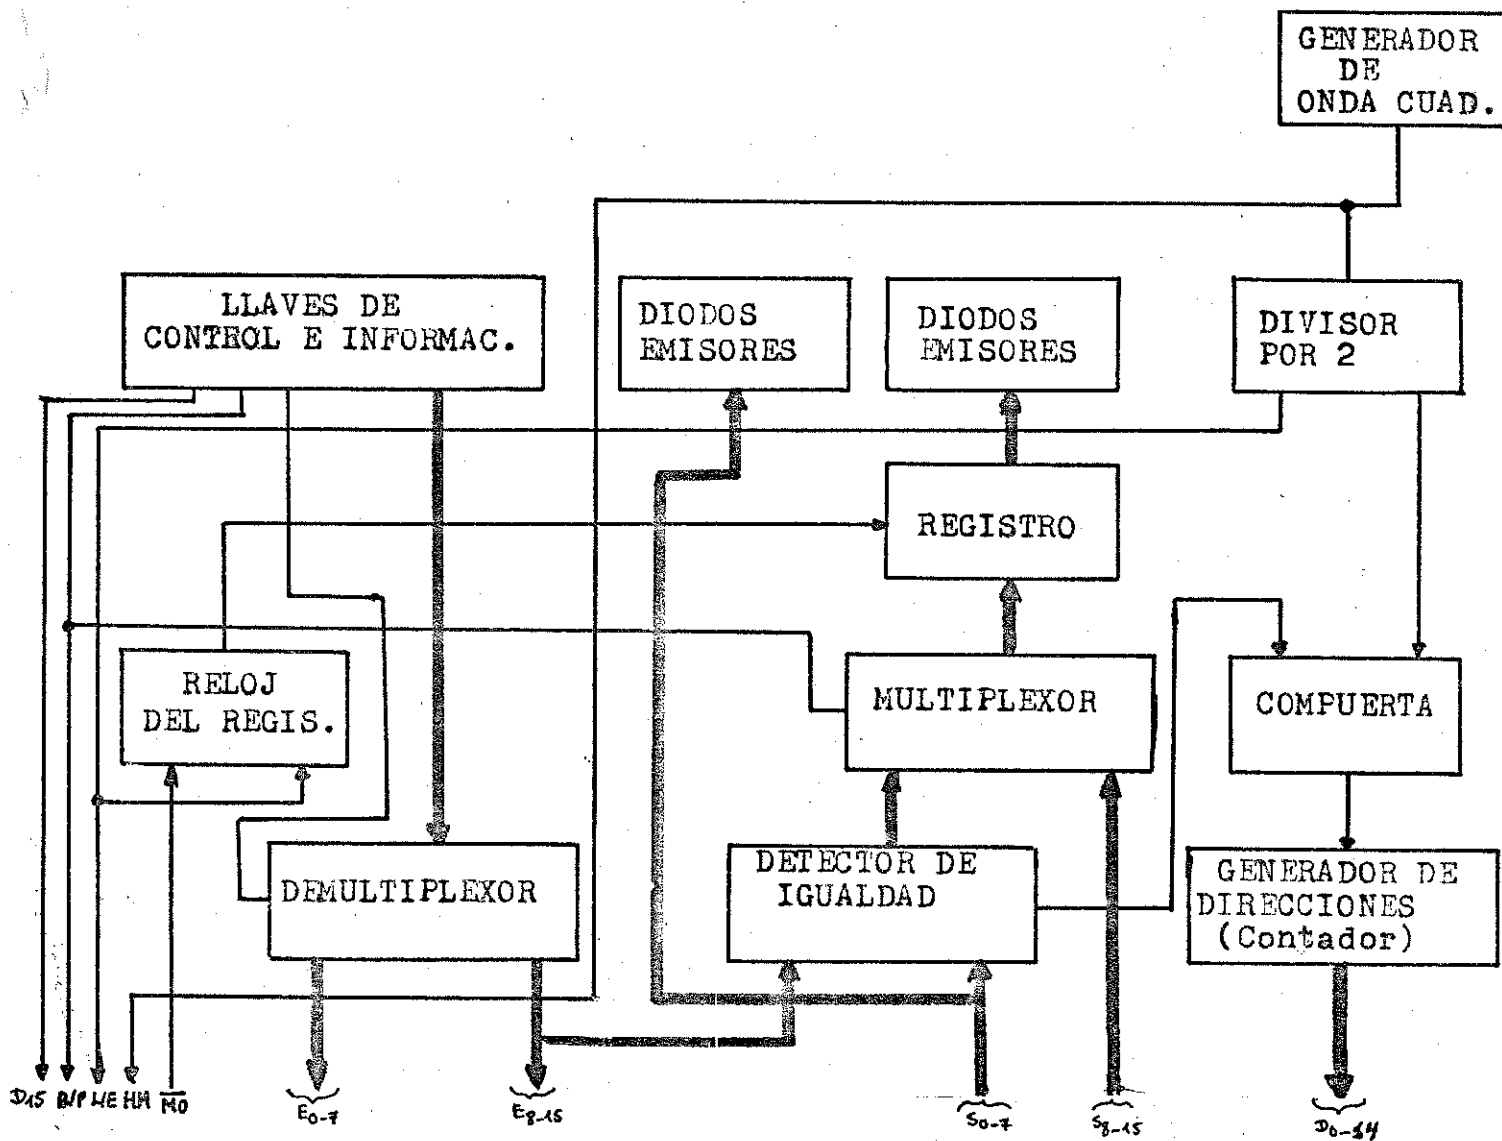 GENERADOR
DE
ONDA CUAD.
LLAVES DE
CONTROL E INFORMAC.
DIODOS
EMISORES
DIODOS
EMISORES
DIVISOR
POR 2
REGISTRO
RELOJ
DEL REGIS.
MULTIPLEXOR
COMPUERTA
DEMULTIPLEXOR
DETECTOR DE
IGUALDAD
GENERADOR DE
DIRECCIONES
(Contador)
D15 B/P HE HM M̅O̅
E0-7
E8-15
S0-7
S8-15
D0-14